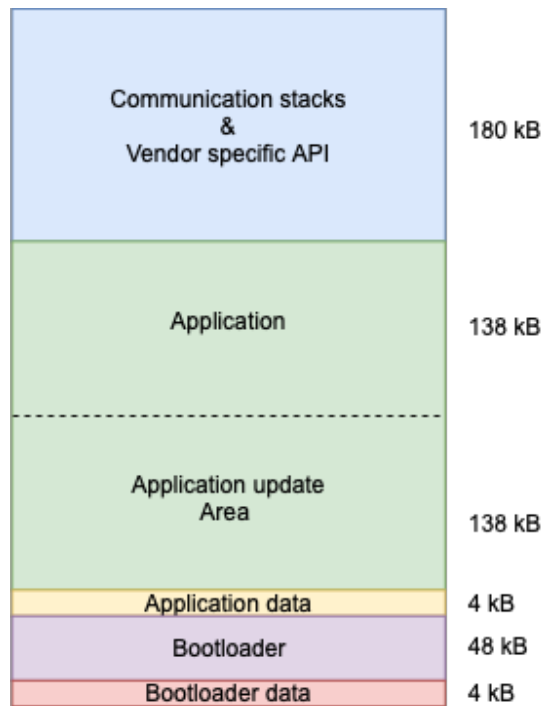 Communication stacks
&
Vendor specific API
180 kB
Application
138 kB
Application update
Area
138 kB
Application data
4 kB
Bootloader
48 kB
Bootloader data
4 kB